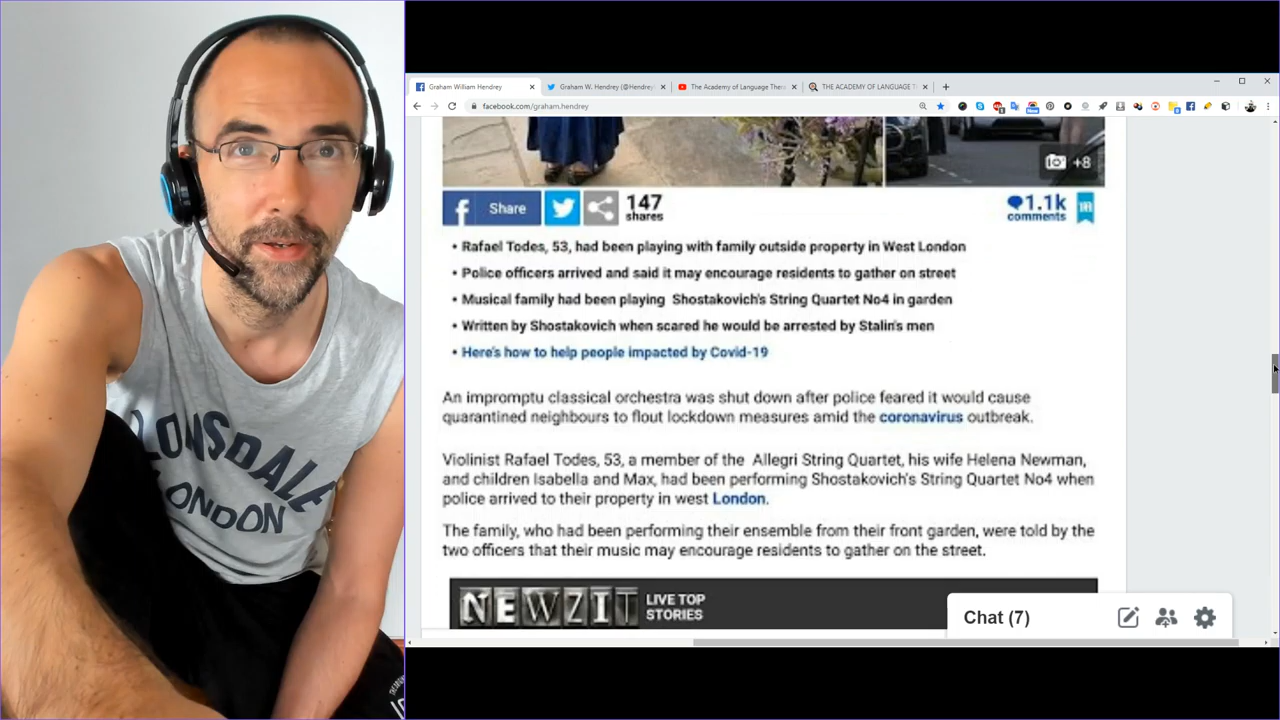 LONSDALE
LONDON
Graham William Hendrey
Graham W. Hendrey (@Hendrey
The Academy of Language Ther
THE ACADEMY OF LANGUAGE T
facebook.com/graham.hendrey
+8
Share
147
shares
1.1k
comments
• Rafael Todes, 53, had been playing with family outside property in West London
• Police officers arrived and said it may encourage residents to gather on street
• Musical family had been playing Shostakovich's String Quartet No4 in garden
• Written by Shostakovich when scared he would be arrested by Stalin's men
• Here's how to help people impacted by Covid-19
An impromptu classical orchestra was shut down after police feared it would cause
quarantined neighbours to flout lockdown measures amid the coronavirus outbreak.
Violinist Rafael Todes, 53, a member of the Allegri String Quartet, his wife Helena Newman,
and children Isabella and Max, had been performing Shostakovich's String Quartet No4 when
police arrived to their property in west London.
The family, who had been performing their ensemble from their front garden, were told by the
two officers that their music may encourage residents to gather on the street.
NEWZIT
LIVE TOP
STORIES
Chat (7)